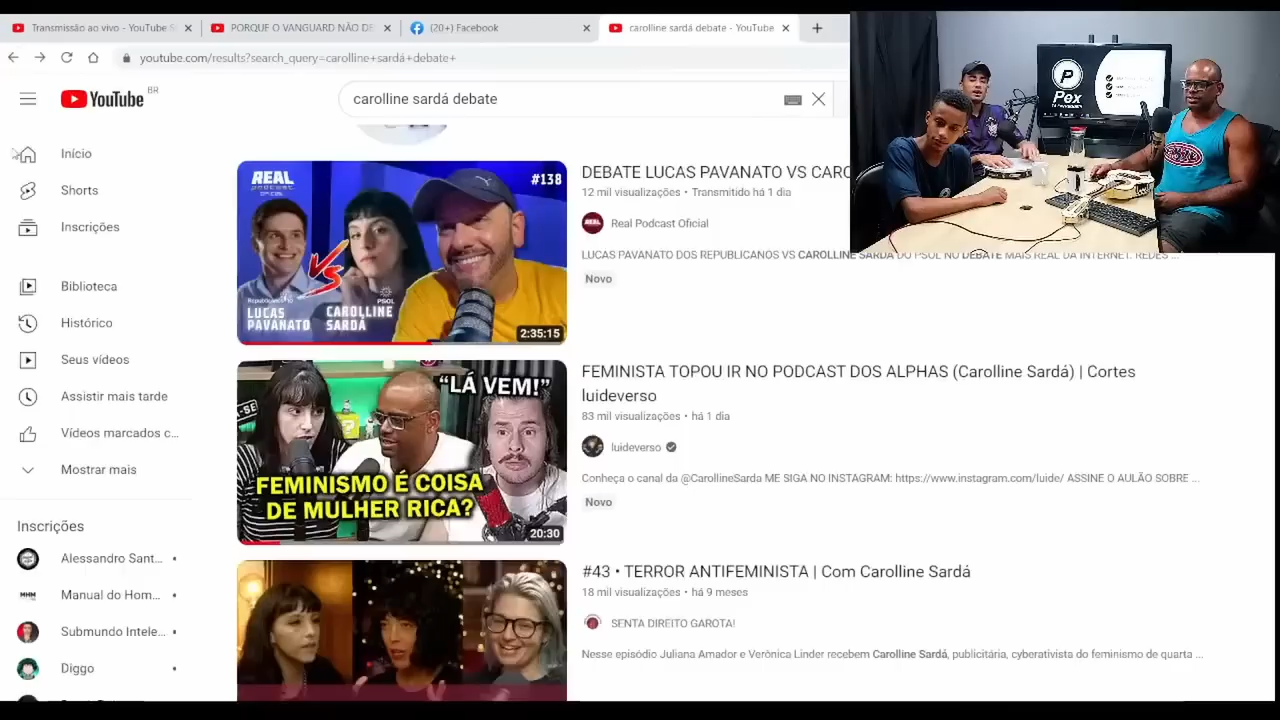 Transmissão ao vivo - YouTube S
PORQUE O VANGUARD NÃO DE
(20+) Facebook
carolline sardá debate - YouTube
youtube.com/results?search_query=carolline+sardá+debate+
YouTube BR
carolline sardá debate
Início
Shorts
Inscrições
Biblioteca
Histórico
Seus vídeos
Assistir mais tarde
Vídeos marcados c...
Mostrar mais
Inscrições
Alessandro Sant...
Manual do Hom...
Submundo Intele...
Diggo
REAL
#138
Republicanos
LUCAS
PAVANATO
PSOL
CAROLLINE
SARDÁ
2:35:15
DEBATE LUCAS PAVANATO VS CARO
12 mil visualizações • Transmitido há 1 dia
REAL
Real Podcast Oficial
LUCAS PAVANATO DOS REPUBLICANOS VS CAROLLINE SARDÁ DO PSOL NO DEBATE MAIS REAL DA INTERNET. REDES ...
Novo
"LÁ VEM!"
FEMINISMO É COISA
DE MULHER RICA?
20:30
FEMINISTA TOPOU IR NO PODCAST DOS ALPHAS (Carolline Sardá) | Cortes
luideverso
83 mil visualizações • há 1 dia
luideverso
Conheça o canal da @CarollineSarda ME SIGA NO INSTAGRAM: https://www.instagram.com/luide/ ASSINE O AULÃO SOBRE ...
Novo
#43 • TERROR ANTIFEMINISTA | Com Carolline Sardá
18 mil visualizações • há 9 meses
SENTA DIREITO GAROTA!
Nesse episódio Juliana Amador e Verônica Linder recebem Carolline Sardá, publicitária, cyberativista do feminismo de quarta ...
P
Pex